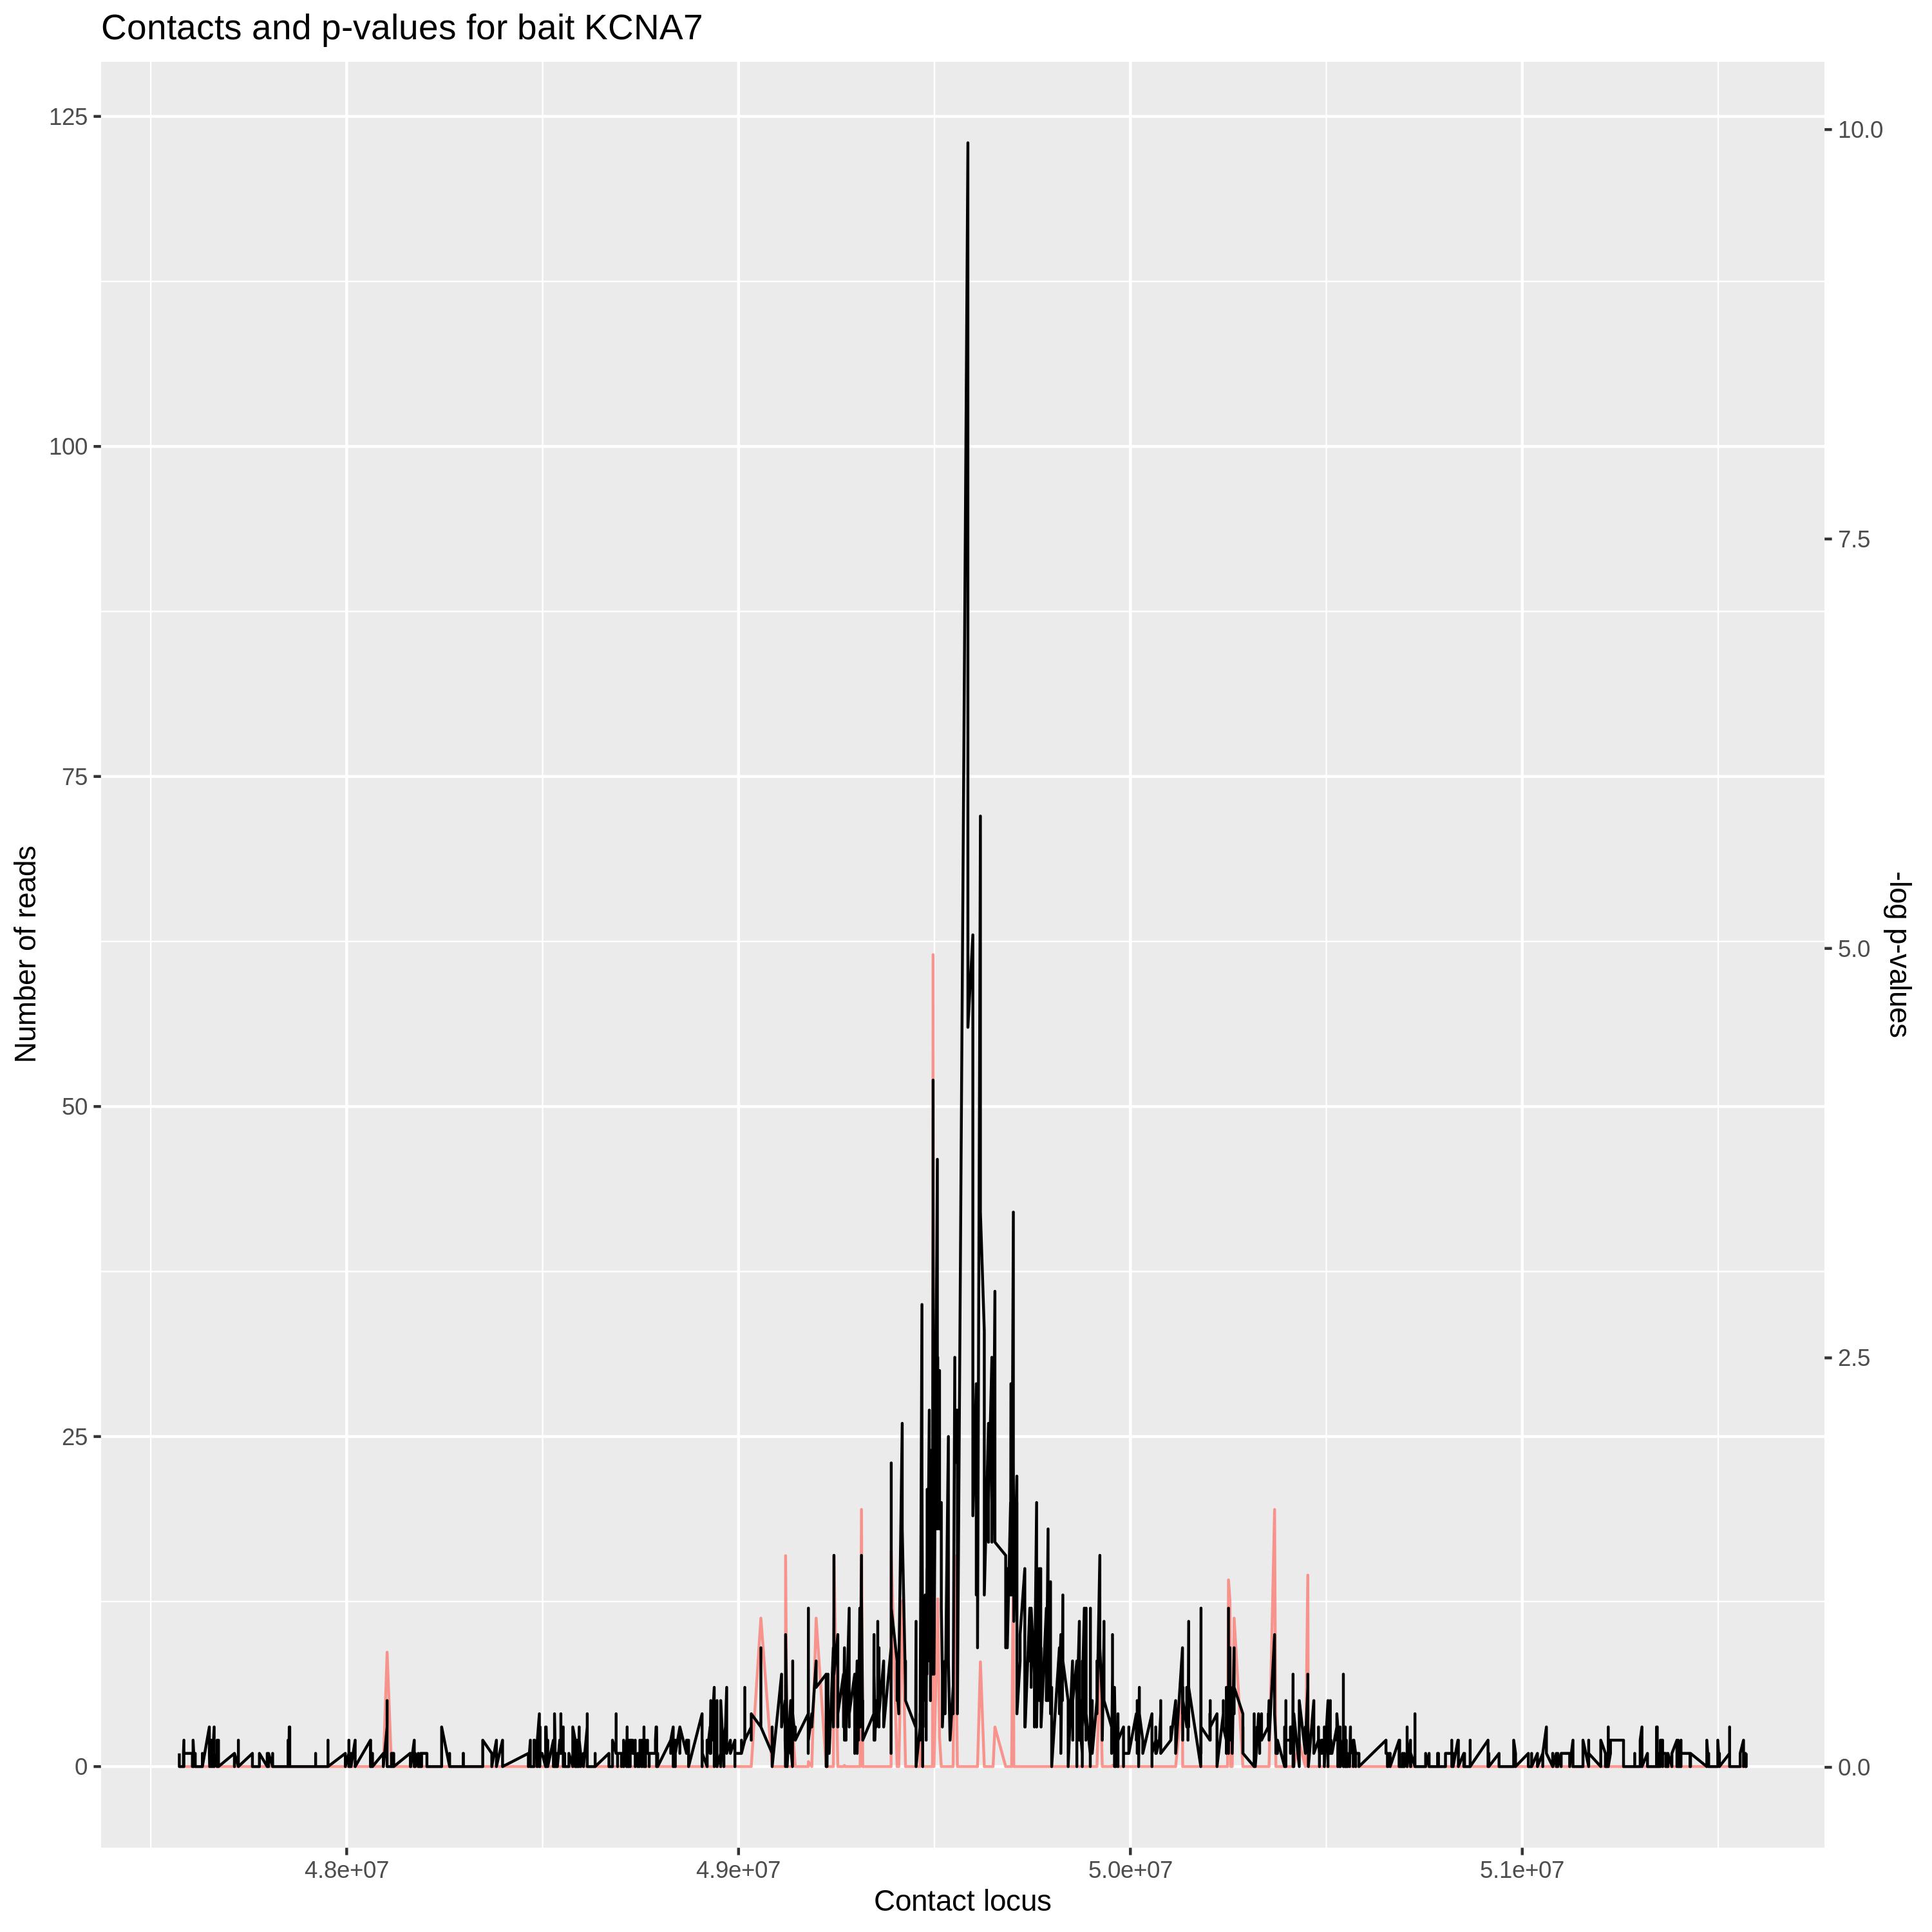 Contacts and p-values for bait KCNA7
125
100
75
50
25
0
Number of reads
10.0
7.5
5.0
2.5
0.0
-log p-values
4.8e+07
4.9e+07
5.0e+07
5.1e+07
Contact locus